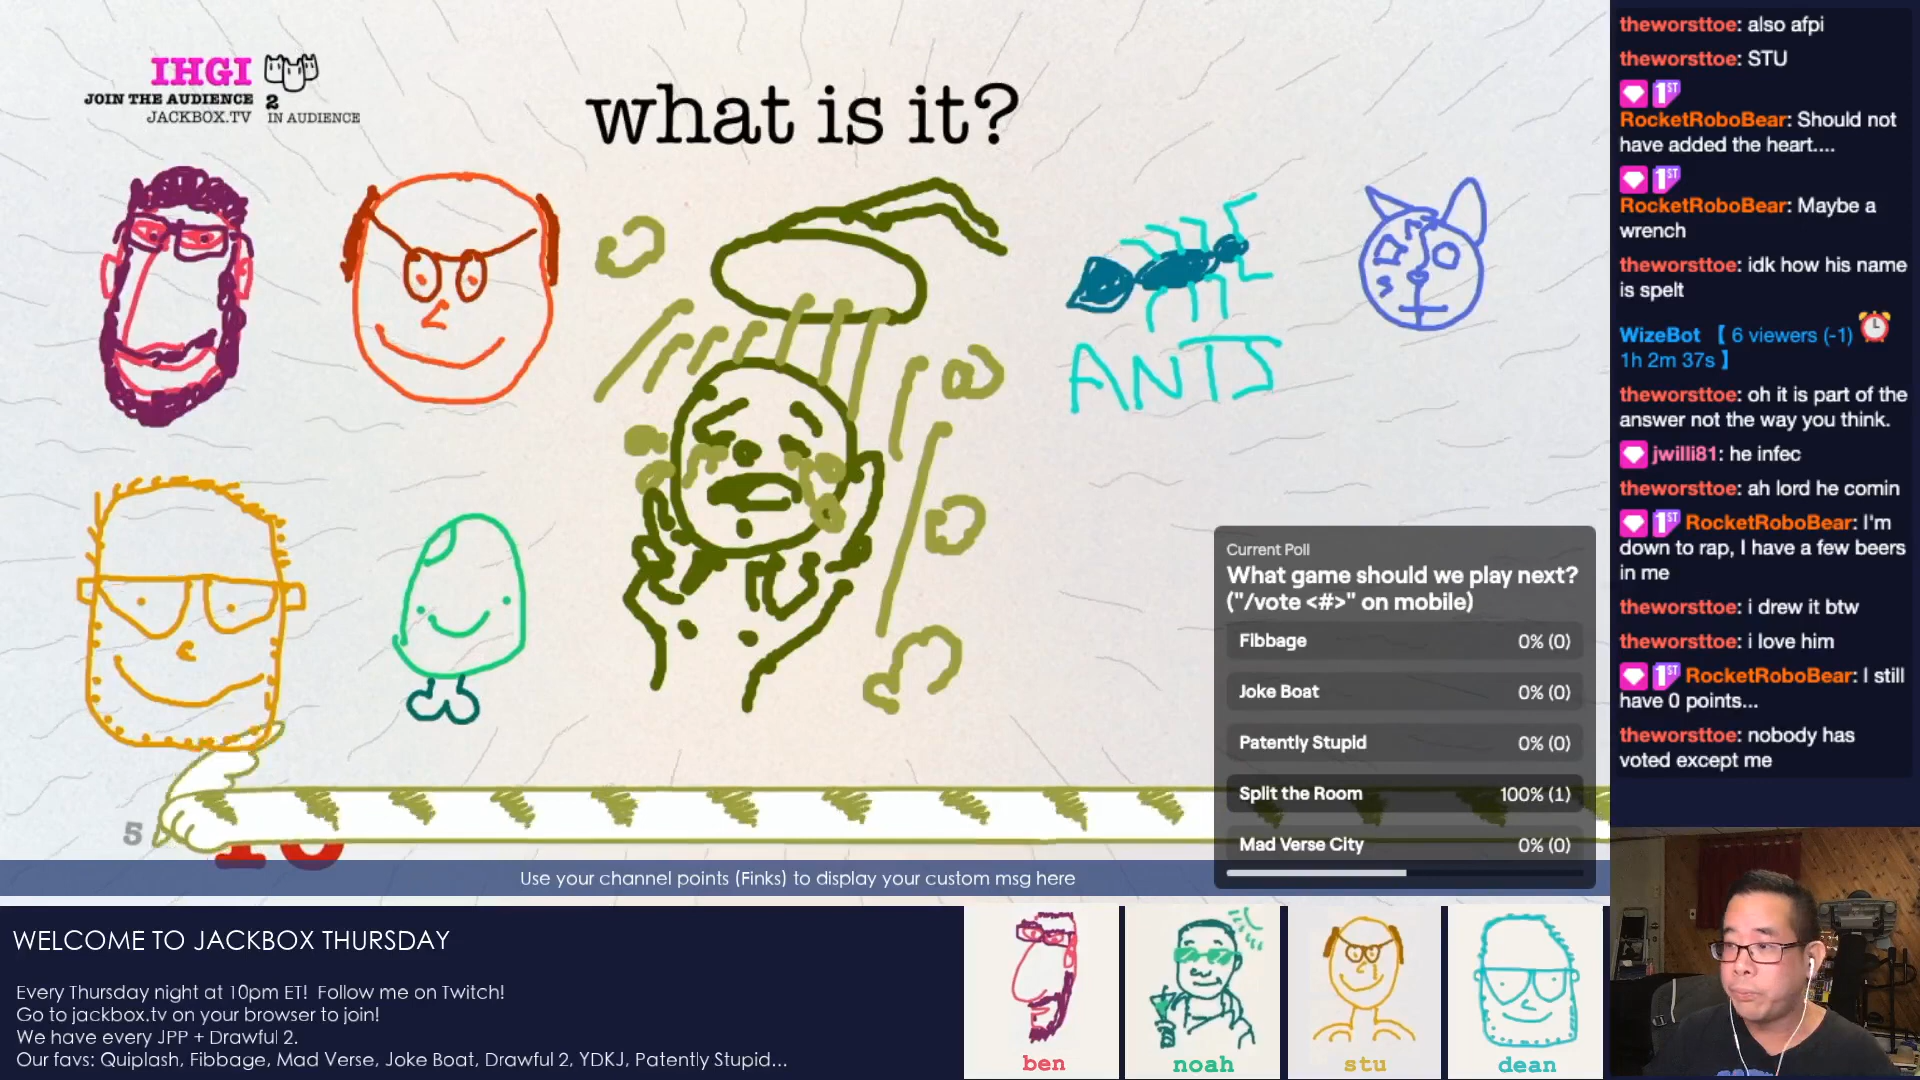 IHGI
JOIN THE AUDIENCE
JACKBOX.TV
2
IN AUDIENCE
what is it?
ANTS
5
10
Current Poll
What game should we play next?
("/vote <#>" on mobile)
Fibbage 0% (0)
Joke Boat 0% (0)
Patently Stupid 0% (0)
Split the Room 100% (1)
Mad Verse City 0% (0)
Use your channel points (Finks) to display your custom msg here
WELCOME TO JACKBOX THURSDAY
Every Thursday night at 10pm ET! Follow me on Twitch!
Go to jackbox.tv on your browser to join!
We have every JPP + Drawful 2.
Our favs: Quiplash, Fibbage, Mad Verse, Joke Boat, Drawful 2, YDKJ, Patently Stupid...
ben
noah
stu
dean
theworsttoe: also afpi
theworsttoe: STU
1ST
RocketRoboBear: Should not
have added the heart....
1ST
RocketRoboBear: Maybe a
wrench
theworsttoe: idk how his name
is spelt
WizeBot 【 6 viewers (-1)
1h 2m 37s 】
theworsttoe: oh it is part of the
answer not the way you think.
jwilli81: he infec
theworsttoe: ah lord he comin
1ST RocketRoboBear: I'm
down to rap, I have a few beers
in me
theworsttoe: i drew it btw
theworsttoe: i love him
1ST RocketRoboBear: I still
have 0 points...
theworsttoe: nobody has
voted except me